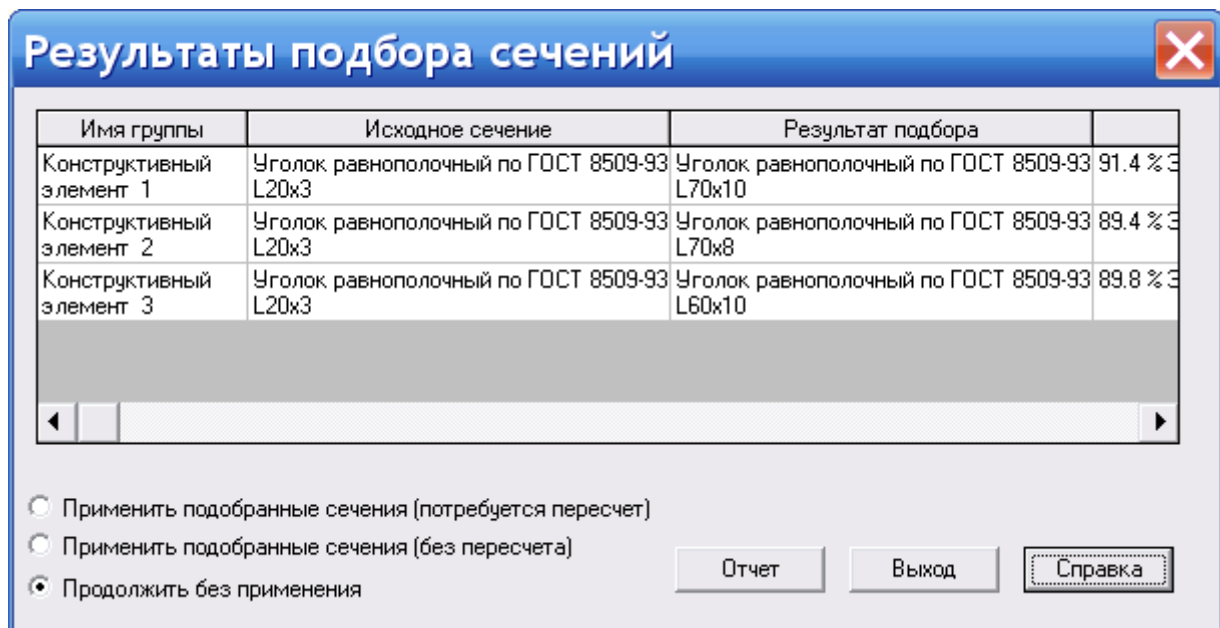 Результаты подбора сечений
Имя группы Исходное сечение Результат подбора
Конструктивный Уголок равнополочный по ГОСТ 8509-93 Уголок равнополочный по ГОСТ 8509-93 91.4 % Э
элемент 1 L20x3 L70x10
Конструктивный Уголок равнополочный по ГОСТ 8509-93 Уголок равнополочный по ГОСТ 8509-93 89.4 % Э
элемент 2 L20x3 L70x8
Конструктивный Уголок равнополочный по ГОСТ 8509-93 Уголок равнополочный по ГОСТ 8509-93 89.8 % Э
элемент 3 L20x3 L60x10
Применить подобранные сечения (потребуется пересчет)
Применить подобранные сечения (без пересчета)
Продолжить без применения
Отчет Выход Справка